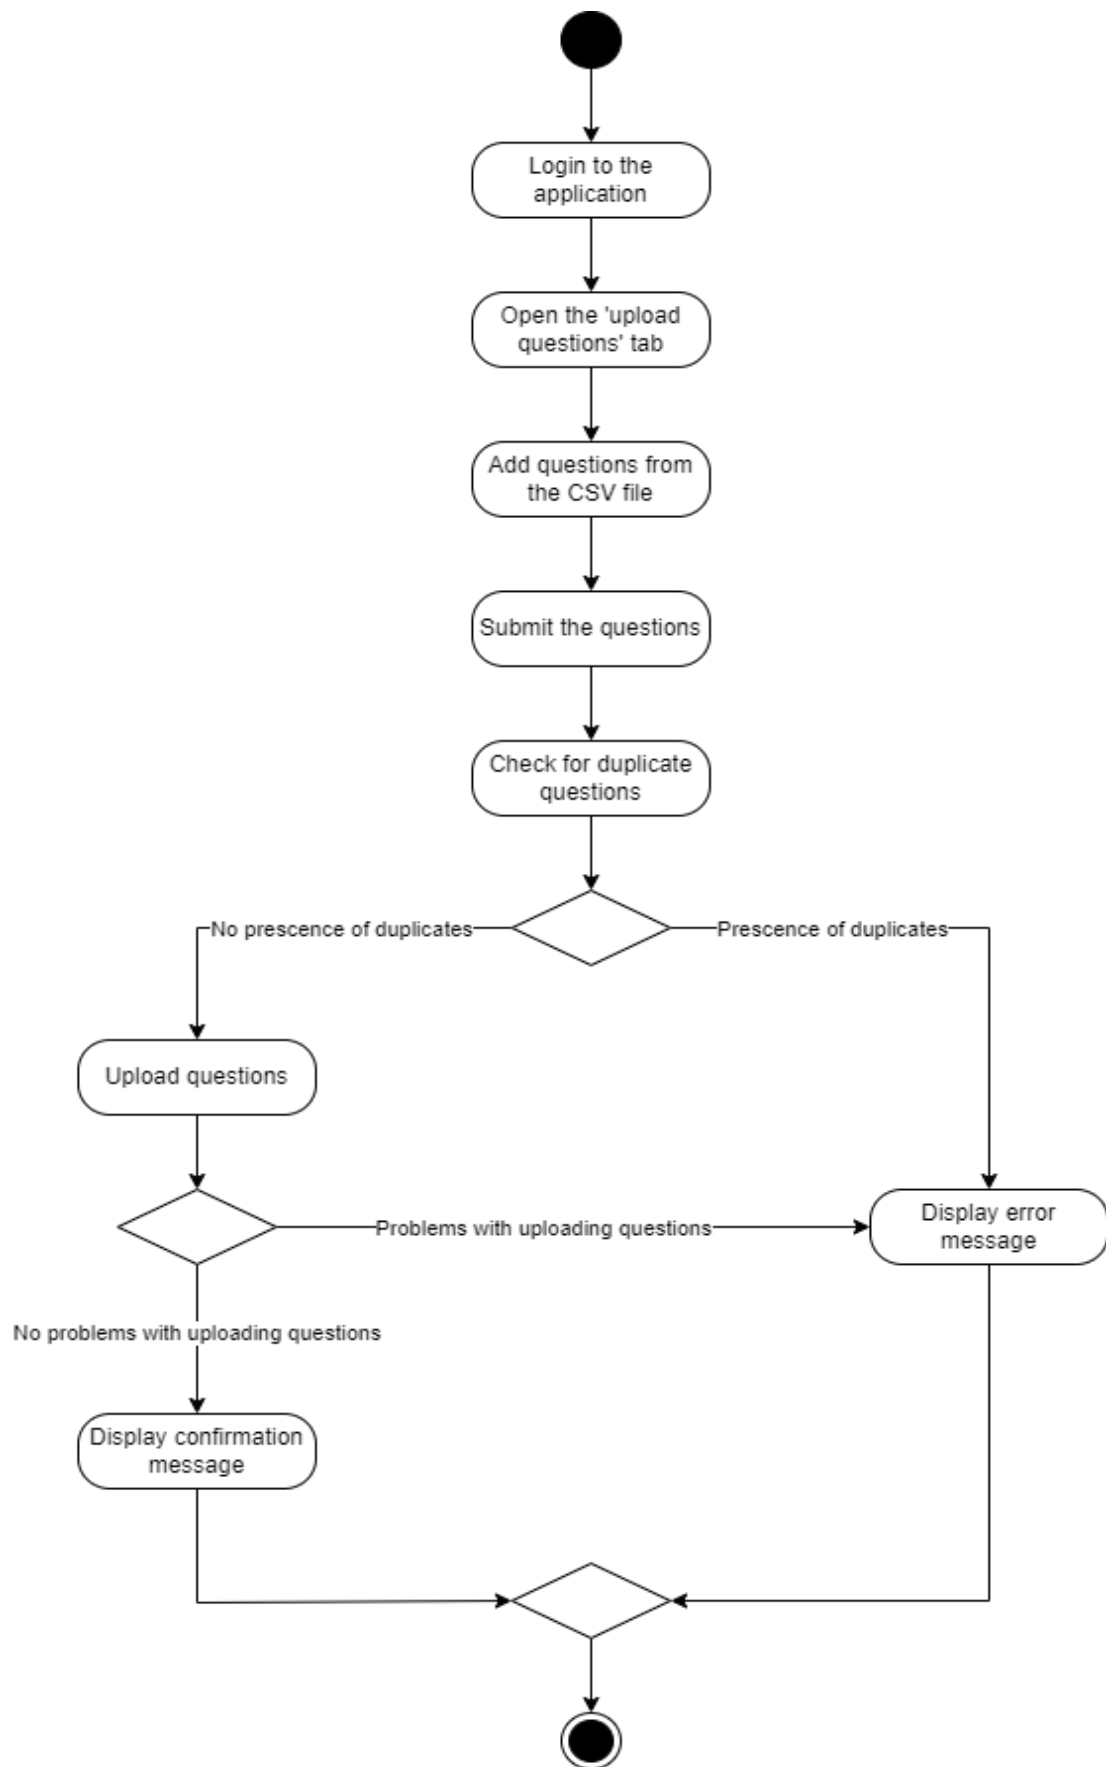 Login to the
application
Open the 'upload
questions' tab
Add questions from
the CSV file
Submit the questions
Check for duplicate
questions
No prescence of duplicates
Prescence of duplicates
Upload questions
Problems with uploading questions
Display error
message
No problems with uploading questions
Display confirmation
message